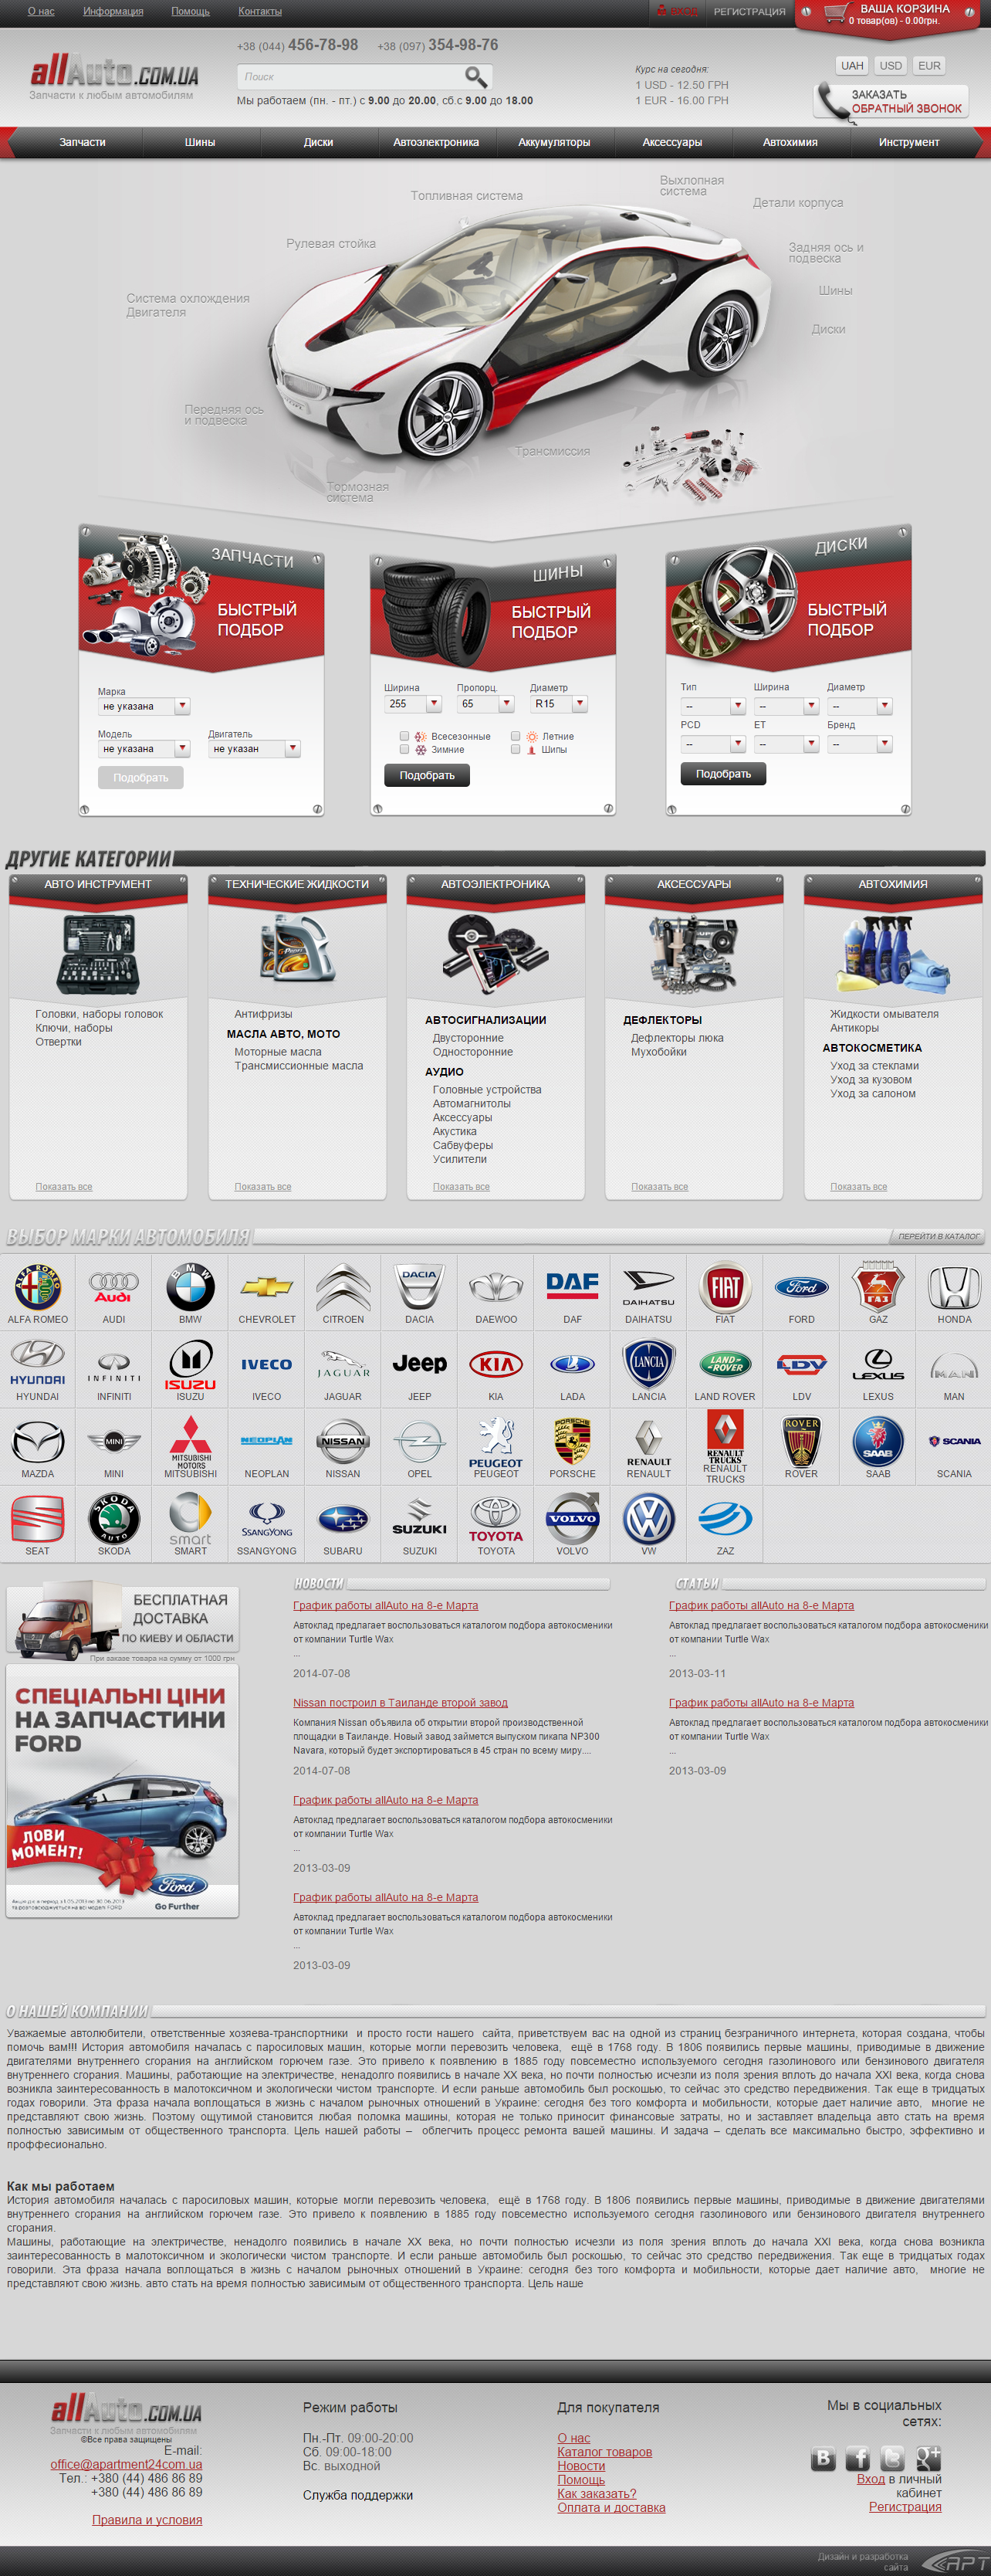 О нас
Информация
Помощь
Контакты
ВХОД
РЕГИСТРАЦИЯ
ВАША КОРЗИНА
0 товар(ов) - 0.00грн.
allAuto.COM.UA
Запчасти к любым автомобилям
+38 (044) 456-78-98
+38 (097) 354-98-76
Поиск
Мы работаем (пн. - пт.) с 9.00 до 20.00, сб.с 9.00 до 18.00
Курс на сегодня:
1 USD - 12.50 ГРН
1 EUR - 16.00 ГРН
UAH
USD
EUR
ЗАКАЗАТЬ
ОБРАТНЫЙ ЗВОНОК
Запчасти
Шины
Диски
Автоэлектроника
Аккумуляторы
Аксессуары
Автохимия
Инструмент
Выхлопная
система
Топливная система
Детали корпуса
Рулевая стойка
Задняя ось и
подвеска
Шины
Система охлождения
Двигателя
Диски
Передняя ось
и подвеска
Трансмиссия
Тормозная
система
ЗАПЧАСТИ
БЫСТРЫЙ
ПОДБОР
Марка
не указана
Модель
Двигатель
не указана
не указан
Подобрать
ШИНЫ
БЫСТРЫЙ
ПОДБОР
Ширина
Пропорц.
Диаметр
255
65
R15
Всесезонные
Летние
Зимние
Шипы
Подобрать
ДИСКИ
БЫСТРЫЙ
ПОДБОР
Тип
Ширина
Диаметр
--
--
--
PCD
ET
Бренд
--
--
--
Подобрать
ДРУГИЕ КАТЕГОРИИ
АВТО ИНСТРУМЕНТ
Головки, наборы головок
Ключи, наборы
Отвертки
Показать все
ТЕХНИЧЕСКИЕ ЖИДКОСТИ
Антифризы
МАСЛА АВТО, МОТО
Моторные масла
Трансмиссионные масла
Показать все
АВТОЭЛЕКТРОНИКА
АВТОСИГНАЛИЗАЦИИ
Двусторонние
Односторонние
АУДИО
Головные устройства
Автомагнитолы
Аксессуары
Акустика
Сабвуферы
Усилители
Показать все
АКСЕССУАРЫ
ДЕФЛЕКТОРЫ
Дефлекторы люка
Мухобойки
Показать все
АВТОХИМИЯ
Жидкости омывателя
Антикоры
АВТОКОСМЕТИКА
Уход за стеклами
Уход за кузовом
Уход за салоном
Показать все
ВЫБОР МАРКИ АВТОМОБИЛЯ
ПЕРЕЙТИ В КАТАЛОГ
ALFA ROMEO
AUDI
BMW
CHEVROLET
CITROEN
DACIA
DAEWOO
DAF
DAIHATSU
FIAT
FORD
GAZ
HONDA
HYUNDAI
INFINITI
ISUZU
IVECO
JAGUAR
JEEP
KIA
LADA
LANCIA
LAND ROVER
LDV
LEXUS
MAN
MAZDA
MINI
MITSUBISHI
NEOPLAN
NISSAN
OPEL
PEUGEOT
PORSCHE
RENAULT
RENAULT
TRUCKS
ROVER
SAAB
SCANIA
SEAT
SKODA
SMART
SSANGYONG
SUBARU
SUZUKI
TOYOTA
VOLVO
VW
ZAZ
БЕСПЛАТНАЯ
ДОСТАВКА
ПО КИЕВУ И ОБЛАСТИ
При заказе товара на сумму от 1000 грн
СПЕЦІАЛЬНІ ЦІНИ
НА ЗАПЧАСТИНИ
FORD
ЛОВИ
МОМЕНТ!
Ford
Go Further
НОВОСТИ
График работы allAuto на 8-е Марта
Автоклад предлагает воспользоваться каталогом подбора автокосменики
от компании Turtle Wax
...
2014-07-08
Nissan построил в Таиланде второй завод
Компания Nissan объявила об открытии второй производственной
площадки в Таиланде. Новый завод займется выпуском пикапа NP300
Navara, который будет экспортироваться в 45 стран по всему миру....
2014-07-08
График работы allAuto на 8-е Марта
Автоклад предлагает воспользоваться каталогом подбора автокосменики
от компании Turtle Wax
...
2013-03-09
График работы allAuto на 8-е Марта
Автоклад предлагает воспользоваться каталогом подбора автокосменики
от компании Turtle Wax
...
2013-03-09
СТАТЬИ
График работы allAuto на 8-е Марта
Автоклад предлагает воспользоваться каталогом подбора автокосменики
от компании Turtle Wax
...
2013-03-11
График работы allAuto на 8-е Марта
Автоклад предлагает воспользоваться каталогом подбора автокосменики
от компании Turtle Wax
...
2013-03-09
О НАШЕЙ КОМПАНИИ
Уважаемые автолюбители, ответственные хозяева-транспортники и просто гости нашего сайта, приветствуем вас на одной из страниц безграничного интернета, которая создана, чтобы
помочь вам!!! История автомобиля началась с паросиловых машин, которые могли перевозить человека, ещё в 1768 году. В 1806 появились первые машины, приводимые в движение
двигателями внутреннего сгорания на английском горючем газе. Это привело к появлению в 1885 году повсеместно используемого сегодня газолинового или бензинового двигателя
внутреннего сгорания. Машины, работающие на электричестве, ненадолго появились в начале XX века, но почти полностью исчезли из поля зрения вплоть до начала XXI века, когда снова
возникла заинтересованность в малотоксичном и экологически чистом транспорте. И если раньше автомобиль был роскошью, то сейчас это средство передвижения. Так еще в тридцатых
годах говорили. Эта фраза начала воплощаться в жизнь с началом рыночных отношений в Украине: сегодня без того комфорта и мобильности, которые дает наличие авто, многие не
представляют свою жизнь. Поэтому ощутимой становится любая поломка машины, которая не только приносит финансовые затраты, но и заставляет владельца авто стать на время
полностью зависимым от общественного транспорта. Цель нашей работы – облегчить процесс ремонта вашей машины. И задача – сделать все максимально быстро, эффективно и
проффесионально.
Как мы работаем
История автомобиля началась с паросиловых машин, которые могли перевозить человека, ещё в 1768 году. В 1806 появились первые машины, приводимые в движение двигателями
внутреннего сгорания на английском горючем газе. Это привело к появлению в 1885 году повсеместно используемого сегодня газолинового или бензинового двигателя внутреннего
сгорания.
Машины, работающие на электричестве, ненадолго появились в начале XX века, но почти полностью исчезли из поля зрения вплоть до начала XXI века, когда снова возникла
заинтересованность в малотоксичном и экологически чистом транспорте. И если раньше автомобиль был роскошью, то сейчас это средство передвижения. Так еще в тридцатых годах
говорили. Эта фраза начала воплощаться в жизнь с началом рыночных отношений в Украине: сегодня без того комфорта и мобильности, которые дает наличие авто, многие не
представляют свою жизнь. авто стать на время полностью зависимым от общественного транспорта. Цель наше
allAuto.COM.UA
Запчасти к любым автомобилям
©Все права защищены
E-mail:
office@apartment24com.ua
Тел.: +380 (44) 486 86 89
+380 (44) 486 86 89
Правила и условия
Режим работы
Пн.-Пт. 09:00-20:00
Сб. 09:00-18:00
Вс. выходной
Служба поддержки
Для покупателя
О нас
Каталог товаров
Новости
Помощь
Как заказать?
Оплата и доставка
Мы в социальных
сетях:
Вход в личный
кабинет
Регистрация
Дизайн и разработка
сайта
АРТ